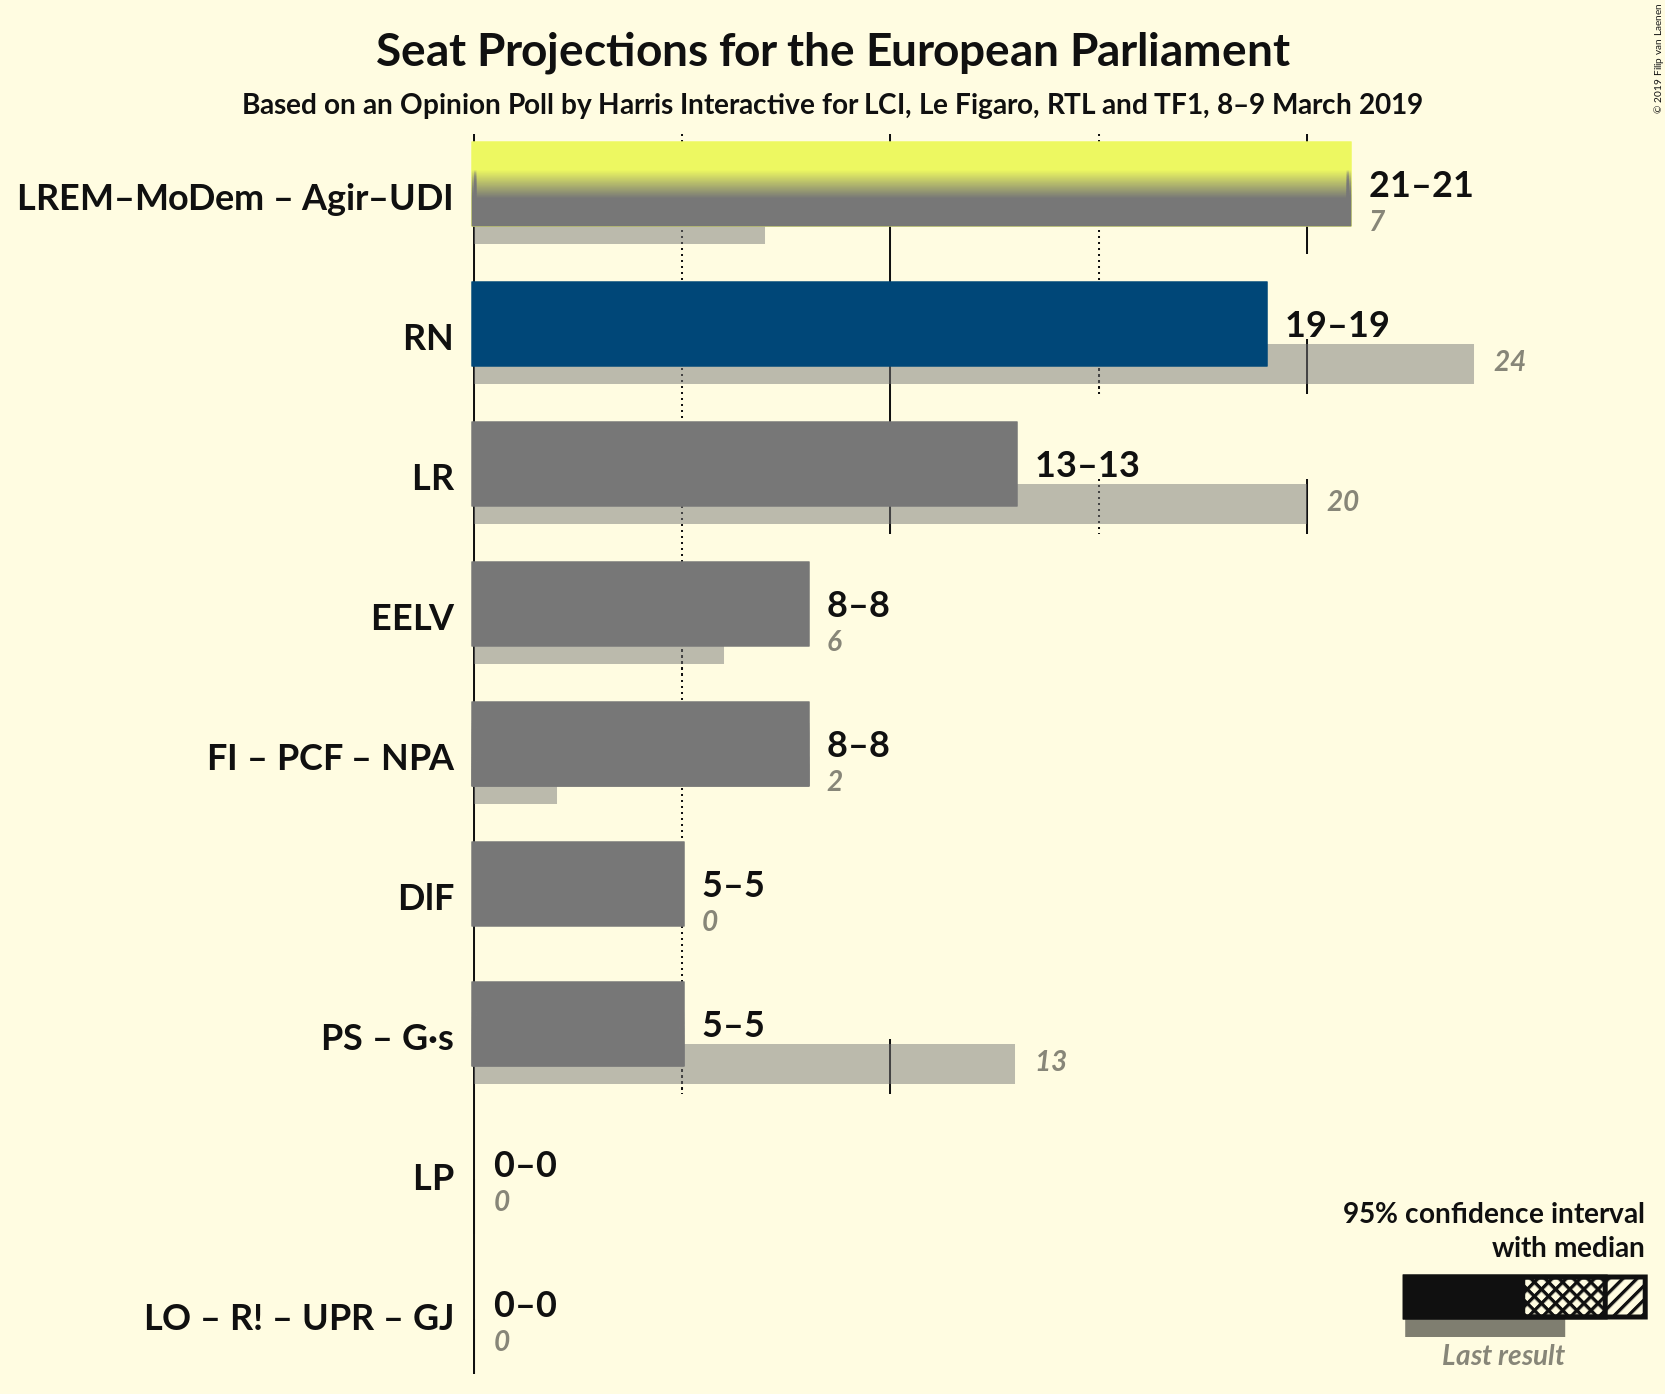 Seat Projections for the European Parliament
Based on an Opinion Poll by Harris Interactive for LCI, Le Figaro, RTL and TF1, 8–9 March 2019
© 2019 Filip van Laenen
LREM–MoDem – Agir–UDI
21–21
7
RN
19–19
24
LR
13–13
20
EELV
8–8
6
FI – PCF – NPA
8–8
2
DlF
5–5
0
PS – G·s
5–5
13
LP
0–0
0
LO – R! – UPR – GJ
0–0
0
95% confidence interval
with median
Last result